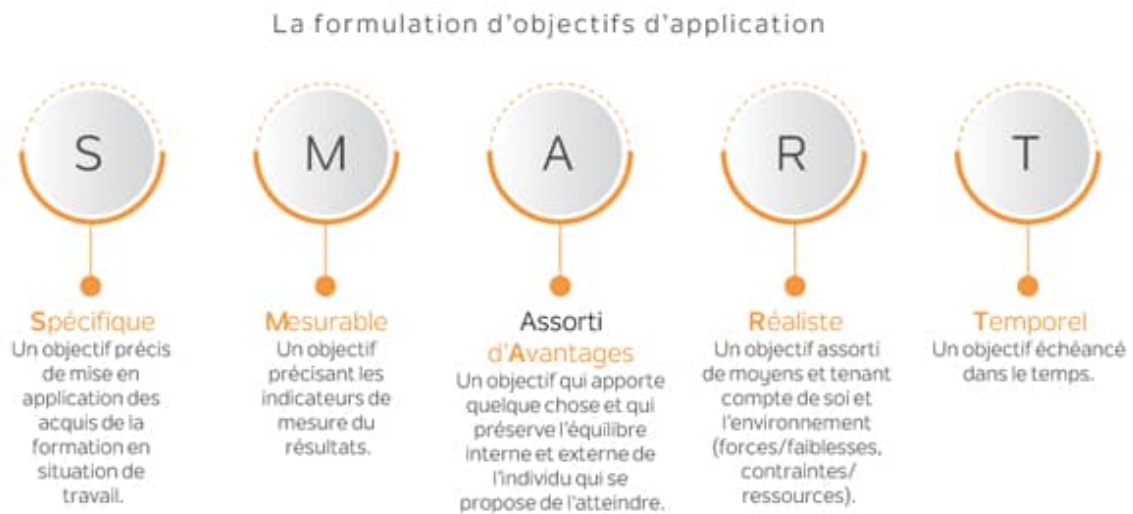 La formulation d'objectifs d'application
S
M
A
R
T
Spécifique
Un objectif précis
de mise en
application des
acquis de la
formation en
situation de
travail.
Mesurable
Un objectif
précisant les
indicateurs de
mesure du
résultats.
Assorti
d'Avantages
Un objectif qui apporte
quelque chose et qui
préserve l'équilibre
interne et externe de
l'individu qui se
propose de l'atteindre.
Réaliste
Un objectif assorti
de moyens et tenant
compte de soi et
l'environnement
(forces/faiblesses,
contraintes/
ressources).
Temporel
Un objectif échéancé
dans le temps.